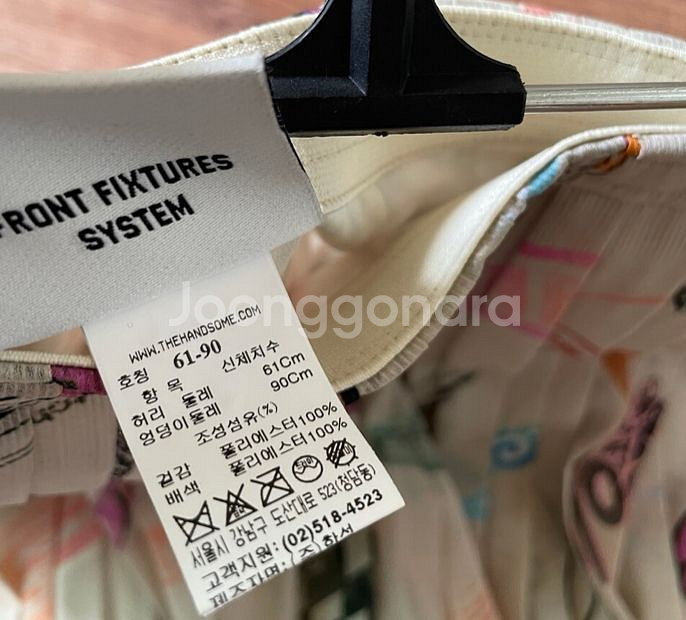 FRONT FIXTURES
SYSTEM
Joonggonara
WWW.THEHANDSOME.COM
호칭 61-90
항 목 신체치수
허리 둘레 61Cm
엉덩이둘레 90Cm
조성섬유(%)
겉감 폴리에스터100%
배색 폴리에스터100%
서울시 강남구 도산대로 523(청담동)
고객지원: (02)518-4523